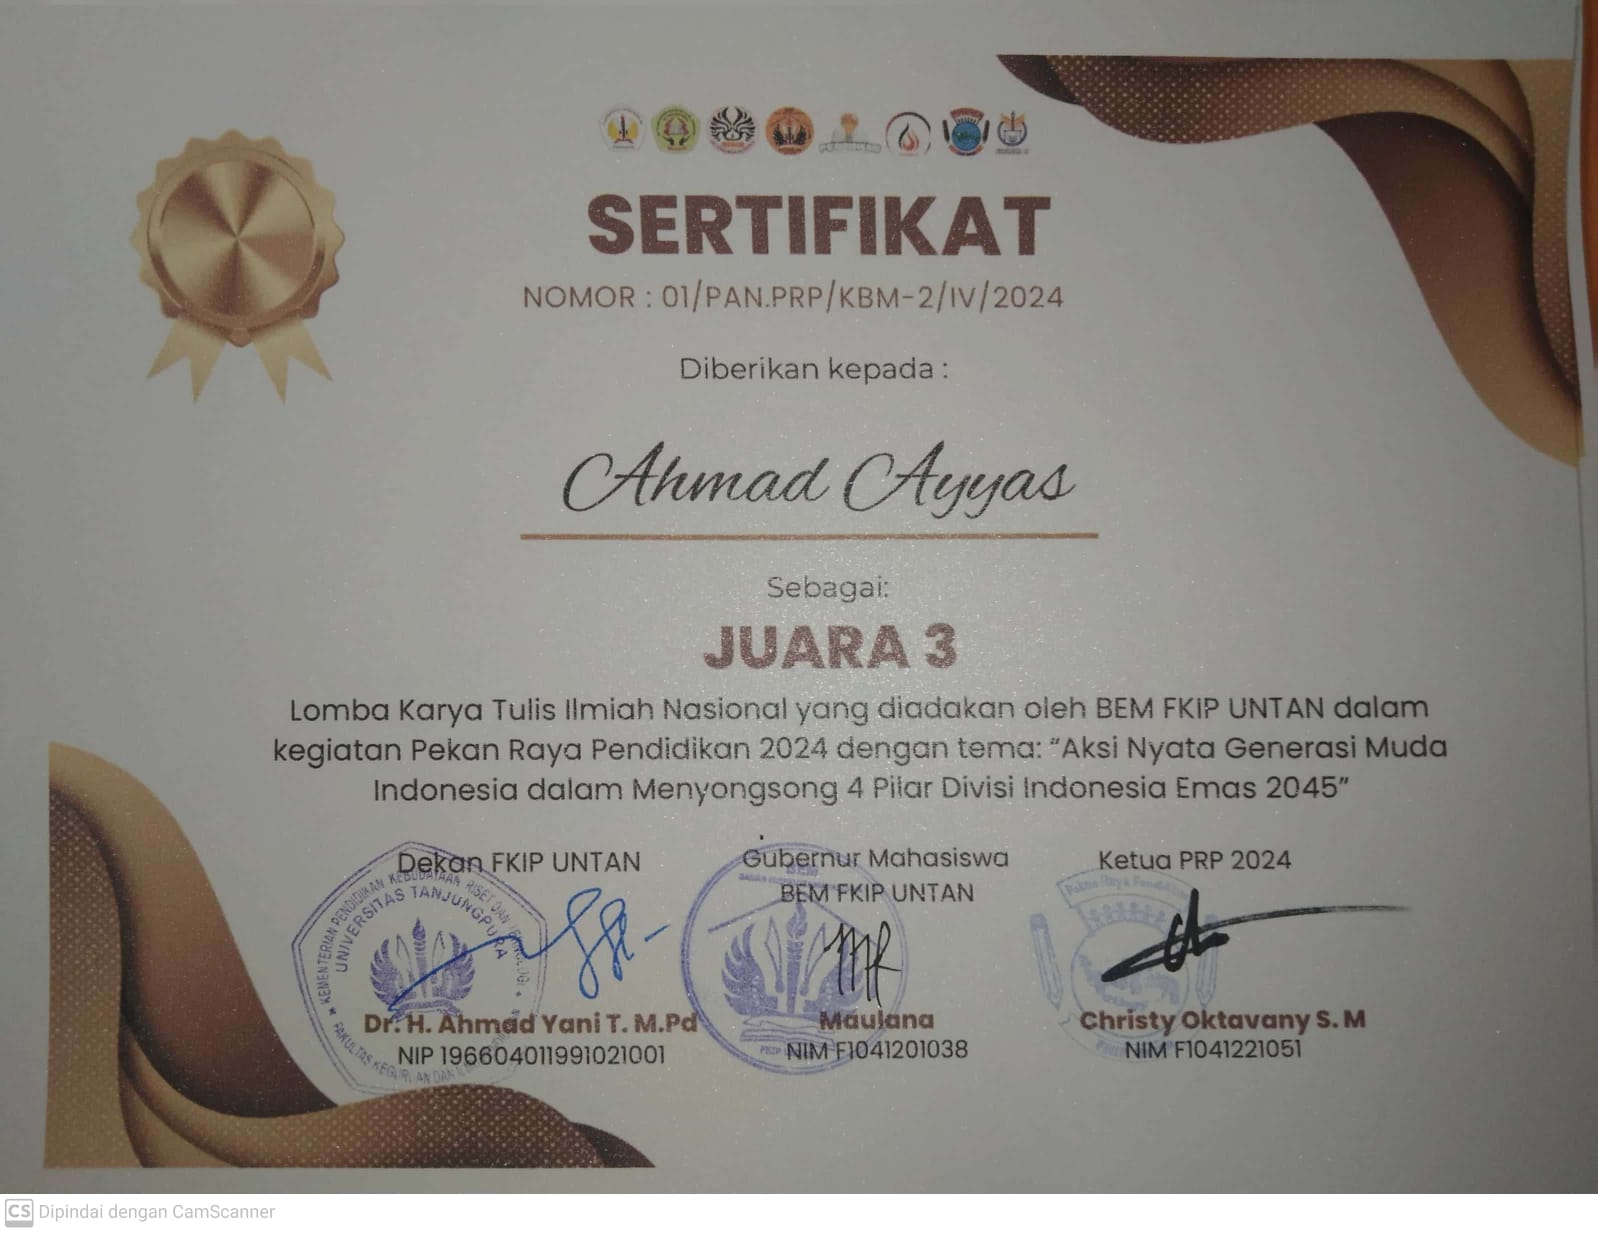 SERTIFIKAT
NOMOR : 01/PAN.PRP/KBM-2/IV/2024
Diberikan kepada :
Ahmad Ayyas
Sebagai:
JUARA 3
Lomba Karya Tulis Ilmiah Nasional yang diadakan oleh BEM FKIP UNTAN dalam
kegiatan Pekan Raya Pendidikan 2024 dengan tema: “Aksi Nyata Generasi Muda
Indonesia dalam Menyongsong 4 Pilar Divisi Indonesia Emas 2045”
Dekan FKIP UNTAN
KEMENTERIAN PENDIDIKAN KEBUDAYAAN RISET DAN
UNIVERSITAS TANJUNGPURA
FAKULTAS KEGURUAN DAN
Dr. H. Ahmad Yani T. M.Pd
NIP 196604011991021001
Gubernur Mahasiswa
BEM FKIP UNTAN
BEM
Maulana
NIM F1041201038
Ketua PRP 2024
Christy Oktavany S. M
NIM F1041221051
CS Dipindai dengan CamScanner